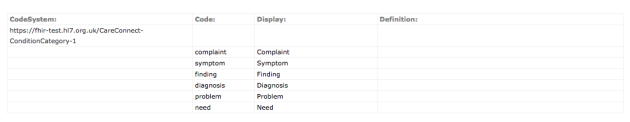 CodeSystem: Code: Display: Definition:
https://fhir-test.hl7.org.uk/CareConnect-
ConditionCategory-1
complaint Complaint
symptom Symptom
finding Finding
diagnosis Diagnosis
problem Problem
need Need